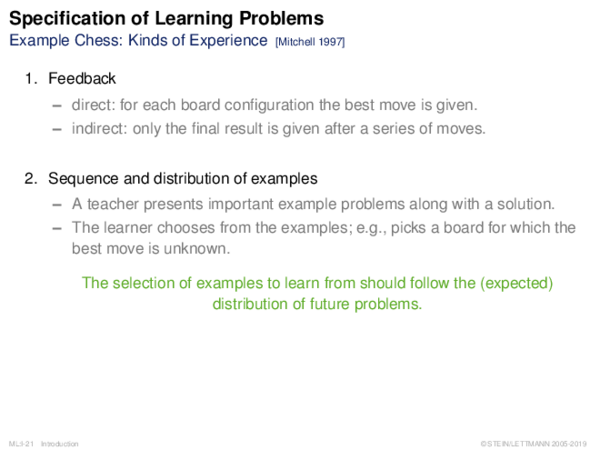 Specification of Learning Problems
Example Chess: Kinds of Experience [Mitchell 1997]
1. Feedback
– direct: for each board configuration the best move is given.
– indirect: only the final result is given after a series of moves.
2. Sequence and distribution of examples
– A teacher presents important example problems along with a solution.
– The learner chooses from the examples; e.g., picks a board for which the
best move is unknown.
The selection of examples to learn from should follow the (expected)
distribution of future problems.
ML:I-21 Introduction
© STEIN/LETTMANN 2005-2019